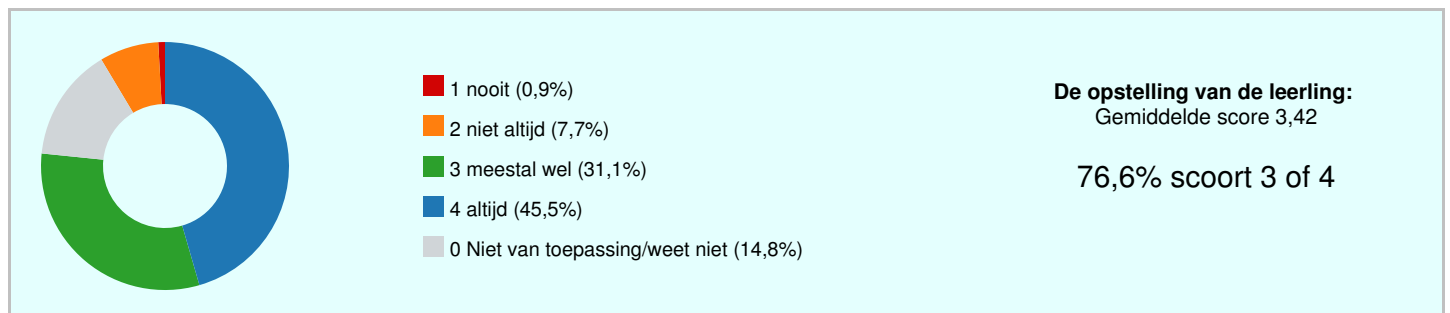 1 nooit (0,9%)
2 niet altijd (7,7%)
3 meestal wel (31,1%)
4 altijd (45,5%)
0 Niet van toepassing/weet niet (14,8%)
De opstelling van de leerling:
Gemiddelde score 3,42
76,6% scoort 3 of 4